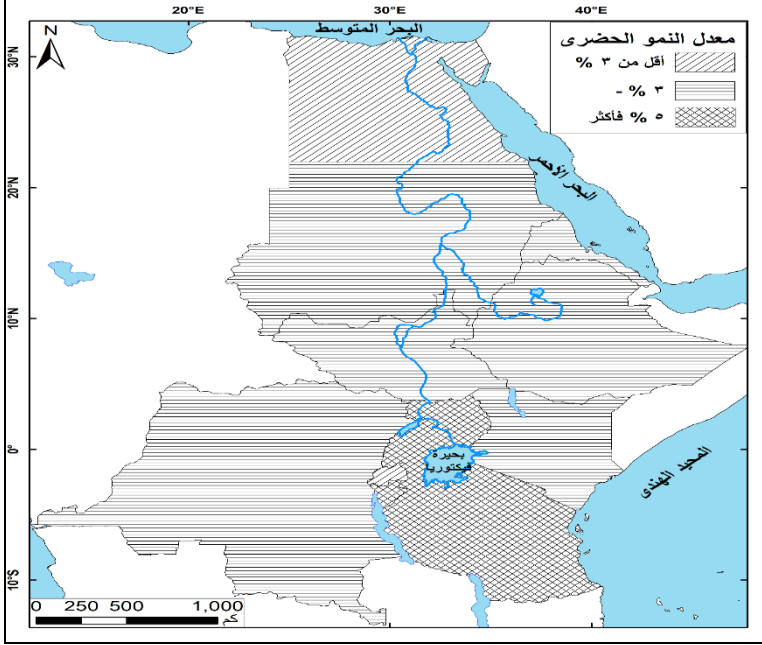 20°E 30°E 40°E
البحر المتوسط
N
معدل النمو الحضرى
أقل من ٣ %
٣ % -
٥ % فأكثر
30°N
البحر الأحمر
20°N
10°N
0°
بحيرة
فيكتوريا
المحيد الهندى
10°S
0 250 500 1,000
كم